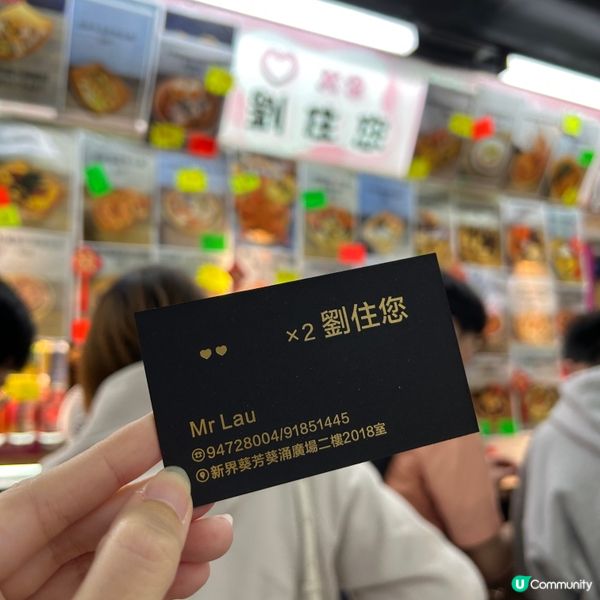 劉住您
×2 劉住您
Mr Lau
94728004/91851445
新界葵芳葵涌廣場二樓2018室
U Community